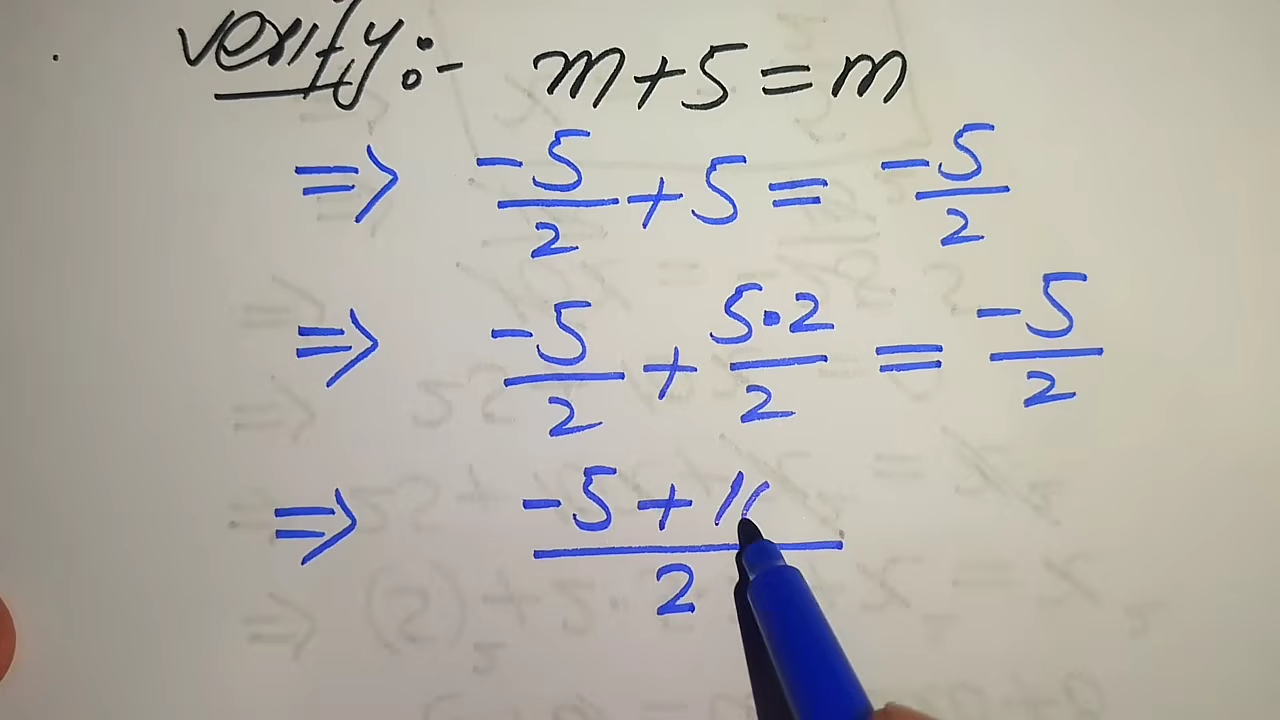 verify:- m+5=m
⇒ -5/2 + 5 = -5/2
⇒ -5/2 + 5·2/2 = -5/2
⇒ -5+1/2